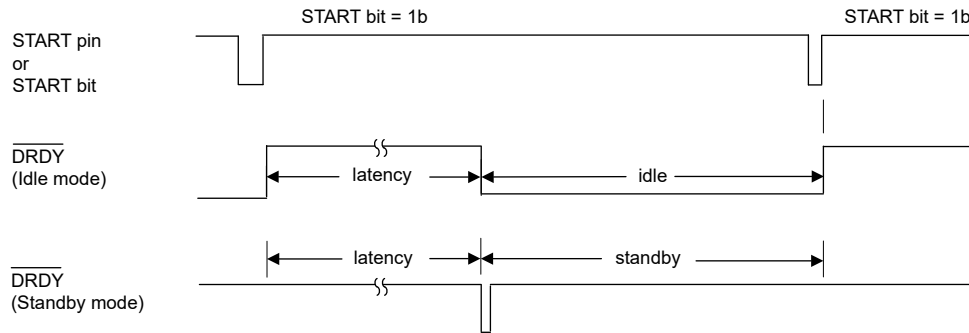 START bit = 1b
START bit = 1b
START pin
or
START bit
DRDY
(Idle mode)
latency
idle
latency
standby
DRDY
(Standby mode)